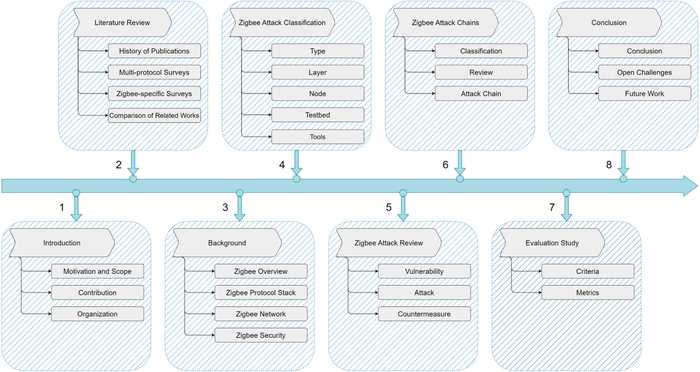 Literature Review
History of Publications
Multi-protocol Surveys
Zigbee-specific Surveys
Comparison of Related Works
Zigbee Attack Classification
Type
Layer
Node
Testbed
Tools
Zigbee Attack Chains
Classification
Review
Attack Chain
Conclusion
Conclusion
Open Challenges
Future Work
2
4
6
8
1
3
5
7
Introduction
Motivation and Scope
Contribution
Organization
Background
Zigbee Overview
Zigbee Protocol Stack
Zigbee Network
Zigbee Security
Zigbee Attack Review
Vulnerability
Attack
Countermeasure
Evaluation Study
Criteria
Metrics